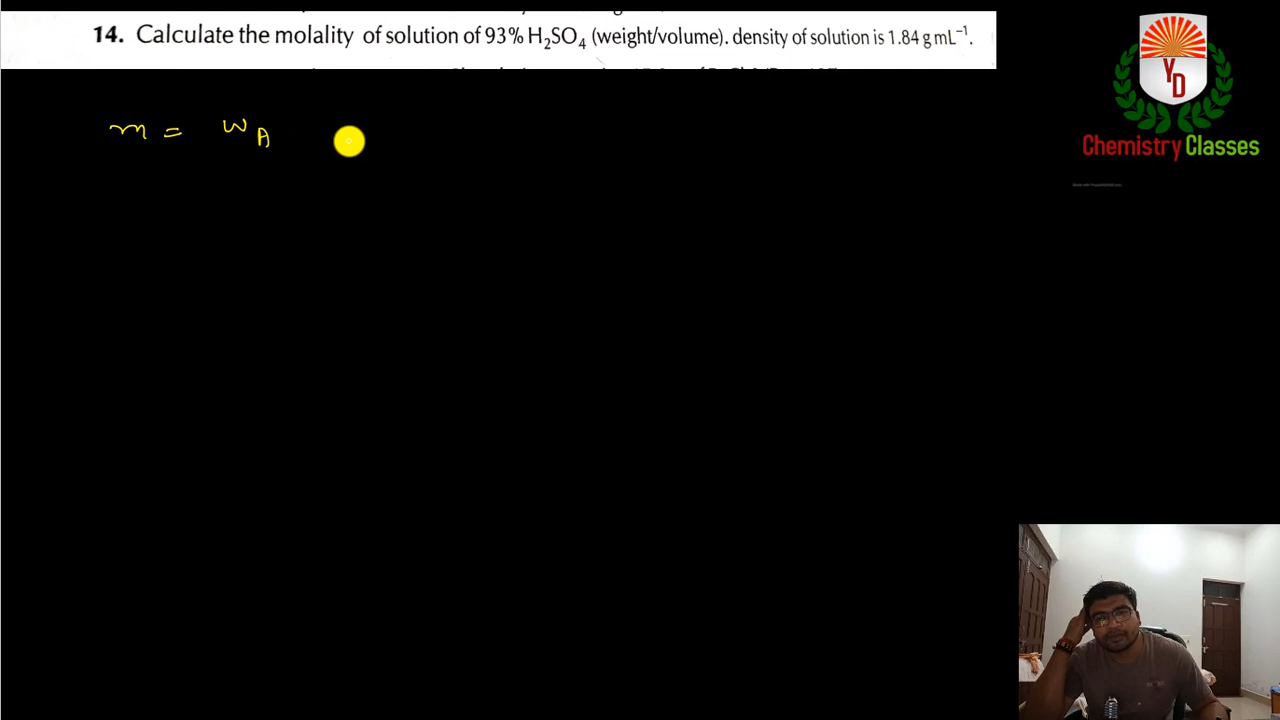 14. Calculate the molality of solution of 93% H₂SO₄ (weight/volume). density of solution is 1.84 g mL⁻¹.
YD
Chemistry Classes
m = w_A